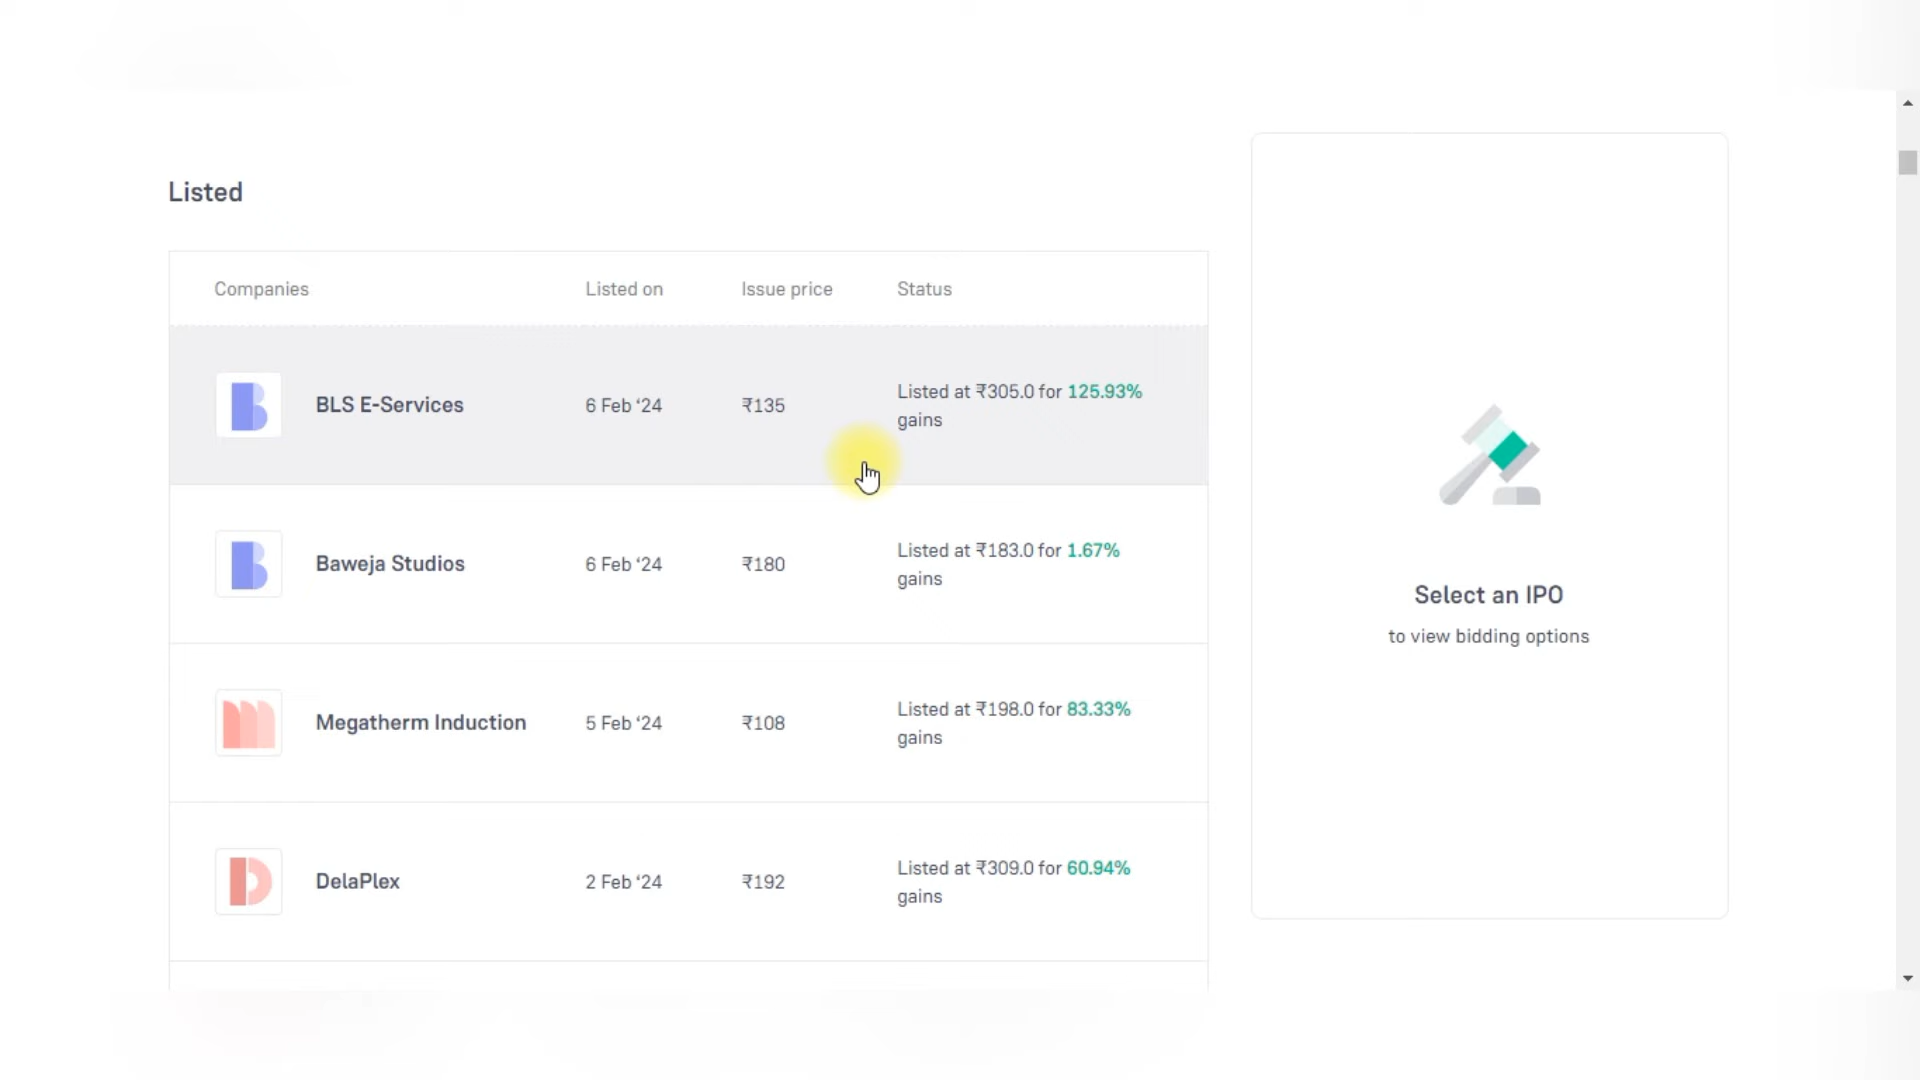 Listed
Companies Listed on Issue price Status
BLS E-Services 6 Feb ‘24 ₹135 Listed at ₹305.0 for 125.93%
gains
Baweja Studios 6 Feb ‘24 ₹180 Listed at ₹183.0 for 1.67%
gains
Megatherm Induction 5 Feb ‘24 ₹108 Listed at ₹198.0 for 83.33%
gains
DelaPlex 2 Feb ‘24 ₹192 Listed at ₹309.0 for 60.94%
gains
Select an IPO
to view bidding options